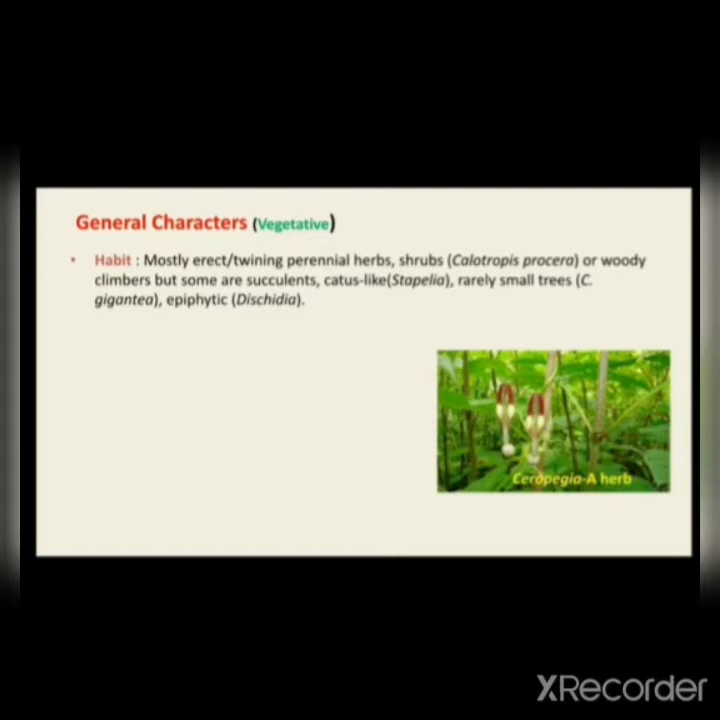 General Characters (Vegetative)
• Habit : Mostly erect/twining perennial herbs, shrubs (Calotropis procera) or woody
climbers but some are succulents, catus-like(Stapelia), rarely small trees (C.
gigantea), epiphytic (Dischidia).
Ceropegia-A herb
XRecorder